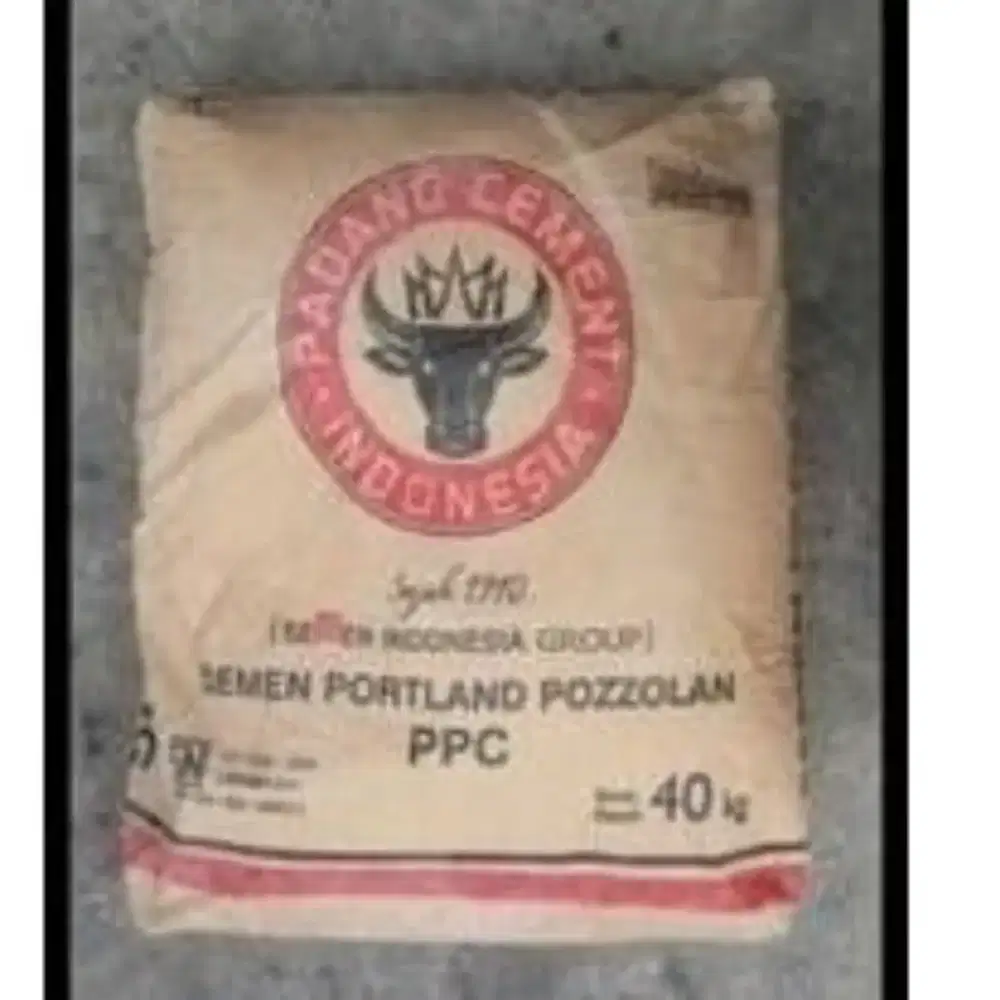 PADANG CEMENT
INDONESIA
Sejak 1910
(SEMEN INDONESIA GROUP)
SEMEN PORTLAND POZZOLAN
PPC
40 kg